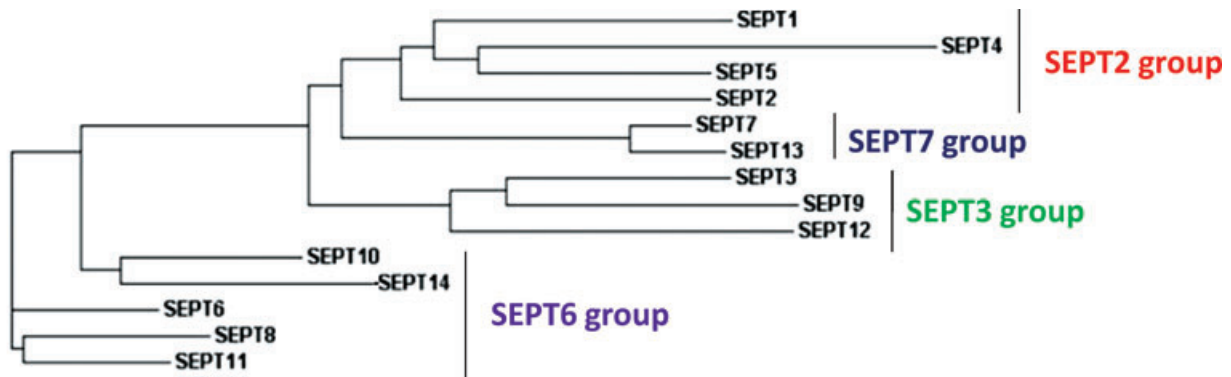 SEPT1
SEPT4
SEPT5
SEPT2
SEPT2 group
SEPT7
SEPT13
SEPT7 group
SEPT3
SEPT9
SEPT12
SEPT3 group
SEPT10
SEPT14
SEPT6
SEPT8
SEPT11
SEPT6 group